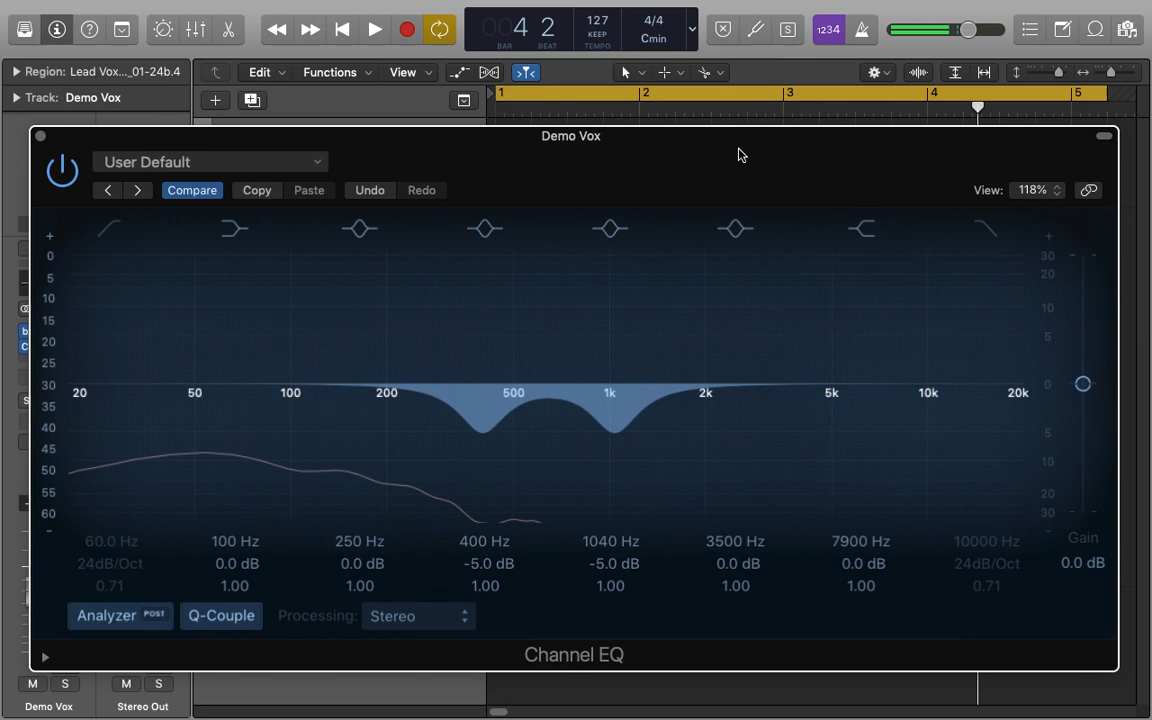 4 2
BAR BEAT
127
KEEP
TEMPO
4/4
Cmin
1234
Region: Lead Vox..._01-24b.4
Edit Functions View
Track: Demo Vox
1 2 3 4 5
Demo Vox
User Default
Compare Copy Paste Undo Redo
View: 118%
+ +
0 30
5 20
10 10
15 5
20
25
30 0
20 50 100 200 500 1k 2k 5k 10k 20k
35
40
45 5
50 10
55 20
60 30
- -
60.0 Hz 100 Hz 250 Hz 400 Hz 1040 Hz 3500 Hz 7900 Hz 10000 Hz Gain
24dB/Oct 0.0 dB 0.0 dB -5.0 dB -5.0 dB 0.0 dB 0.0 dB 24dB/Oct 0.0 dB
0.71 1.00 1.00 1.00 1.00 1.00 1.00 0.71
Analyzer POST Q-Couple Processing: Stereo
Channel EQ
M S M S
Demo Vox Stereo Out